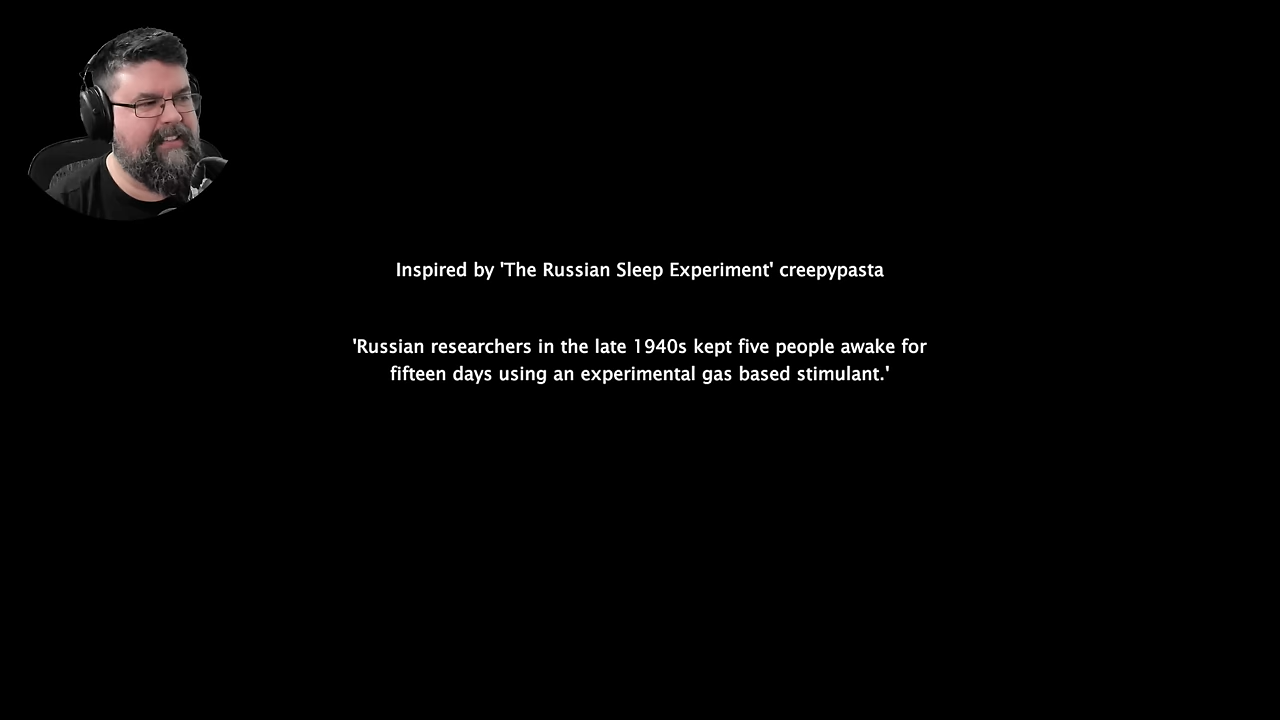 Inspired by 'The Russian Sleep Experiment' creepypasta
'Russian researchers in the late 1940s kept five people awake for
fifteen days using an experimental gas based stimulant.'